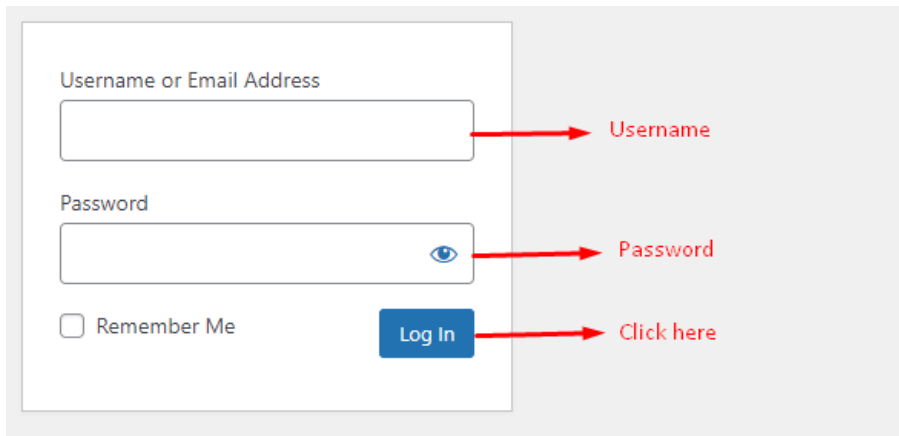 Username or Email Address
Username
Password
Password
Remember Me
Log In
Click here